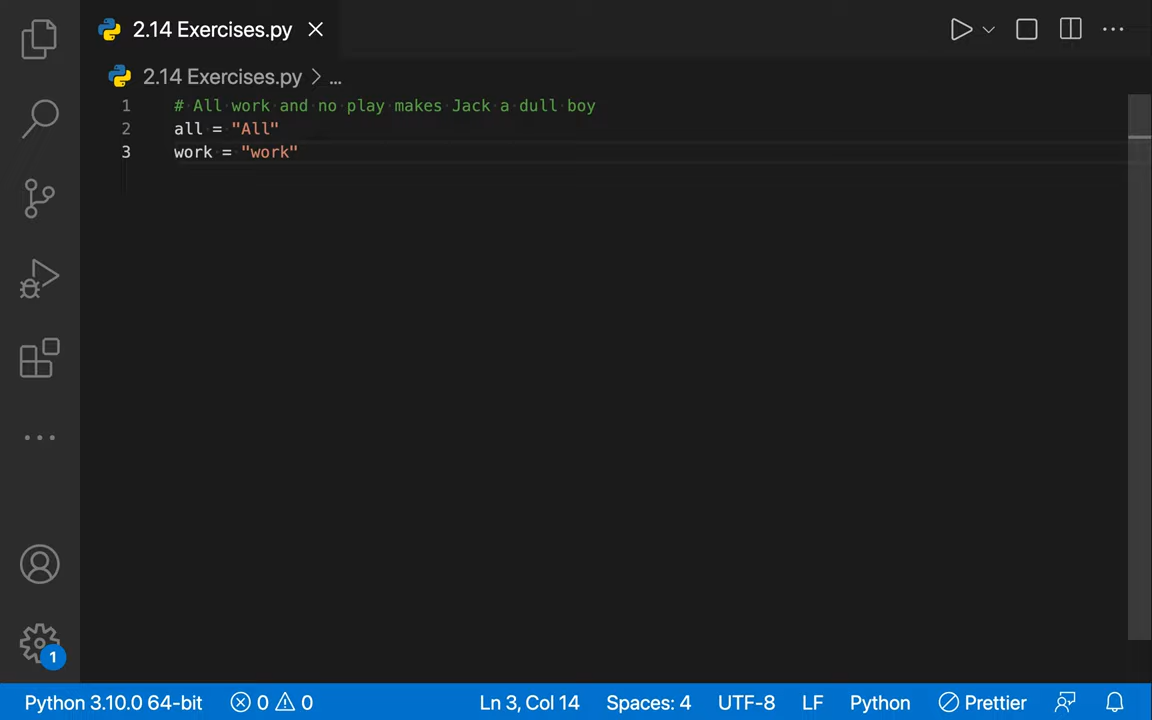 2.14 Exercises.py
2.14 Exercises.py > ...
1 # All work and no play makes Jack a dull boy
2 all = "All"
3 work = "work"
1
Python 3.10.0 64-bit 0 0 Ln 3, Col 14 Spaces: 4 UTF-8 LF Python Prettier